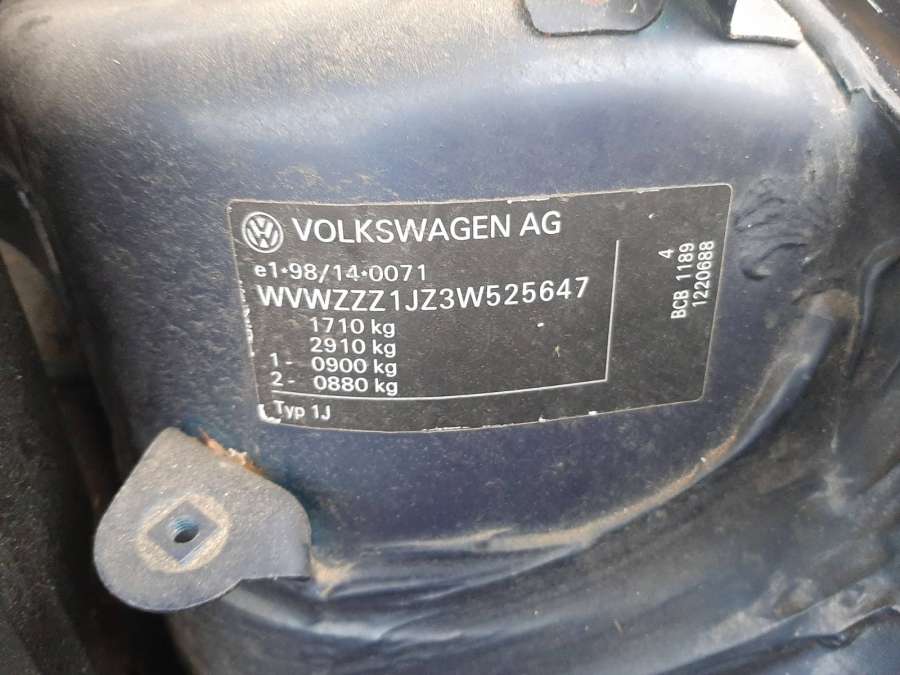 VOLKSWAGEN AG
e1*98/14*0071
WVWZZZ1JZ3W525647
1710 kg
2910 kg
1- 0900 kg
2- 0880 kg
Typ 1J
4
BCB 1189
1220688